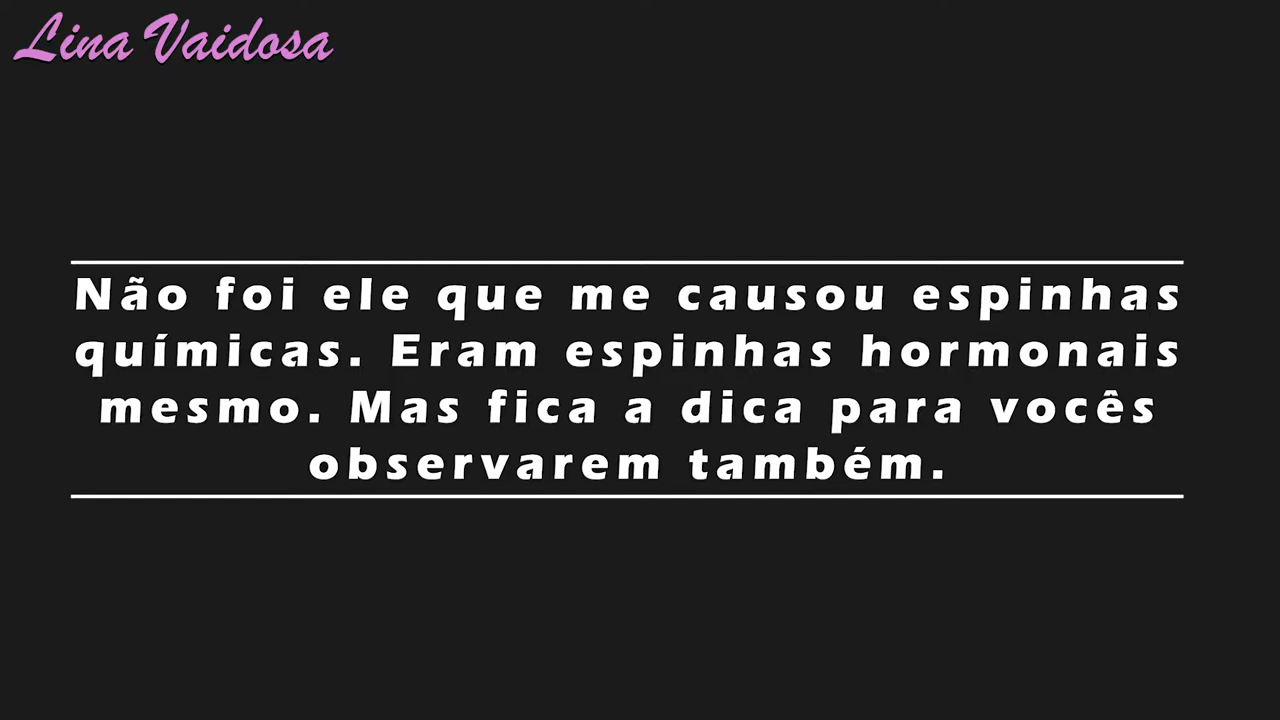 Lina Vaidosa
Não foi ele que me causou espinhas
químicas. Eram espinhas hormonais
mesmo. Mas fica a dica para vocês
observarem também.